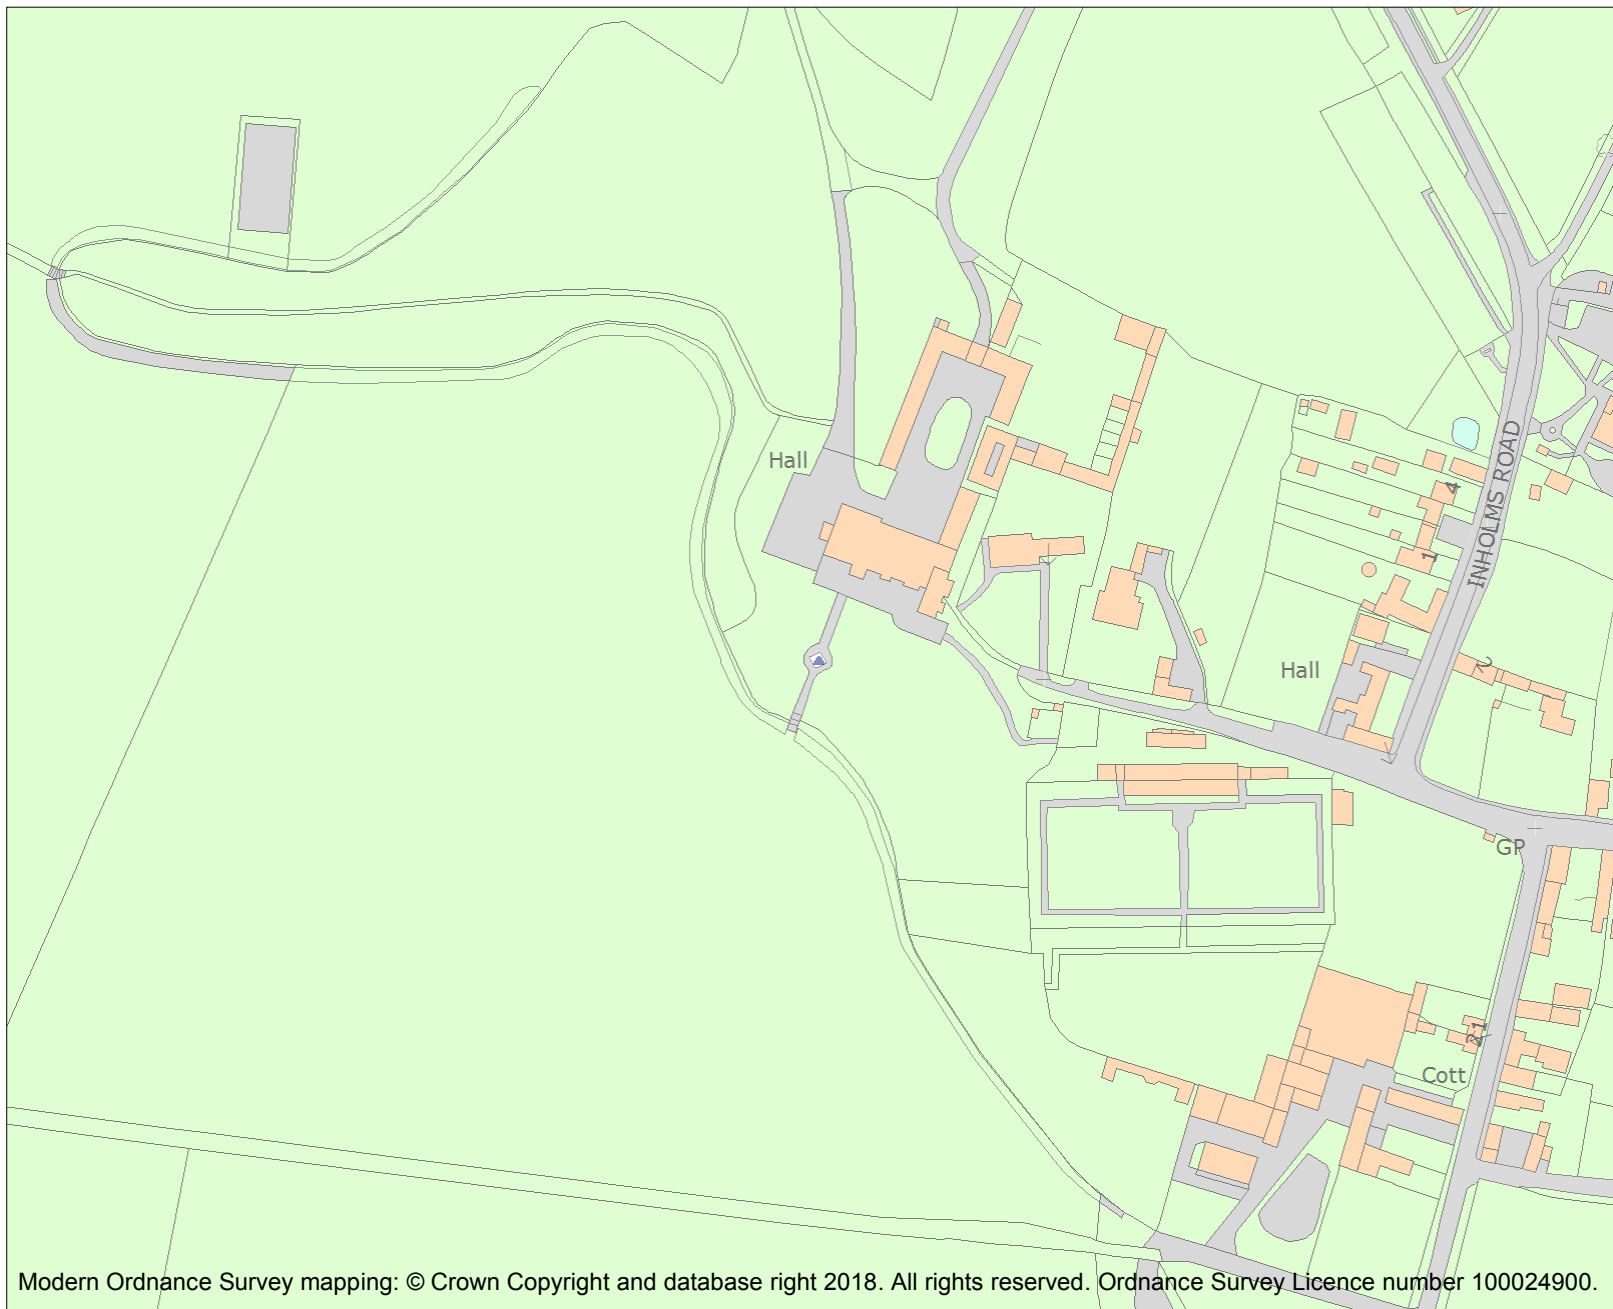 Hall
INHOLMS ROAD
4
1
Hall
2
GP
21
Cott
Modern Ordnance Survey mapping: © Crown Copyright and database right 2018. All rights reserved. Ordnance Survey Licence number 100024900.